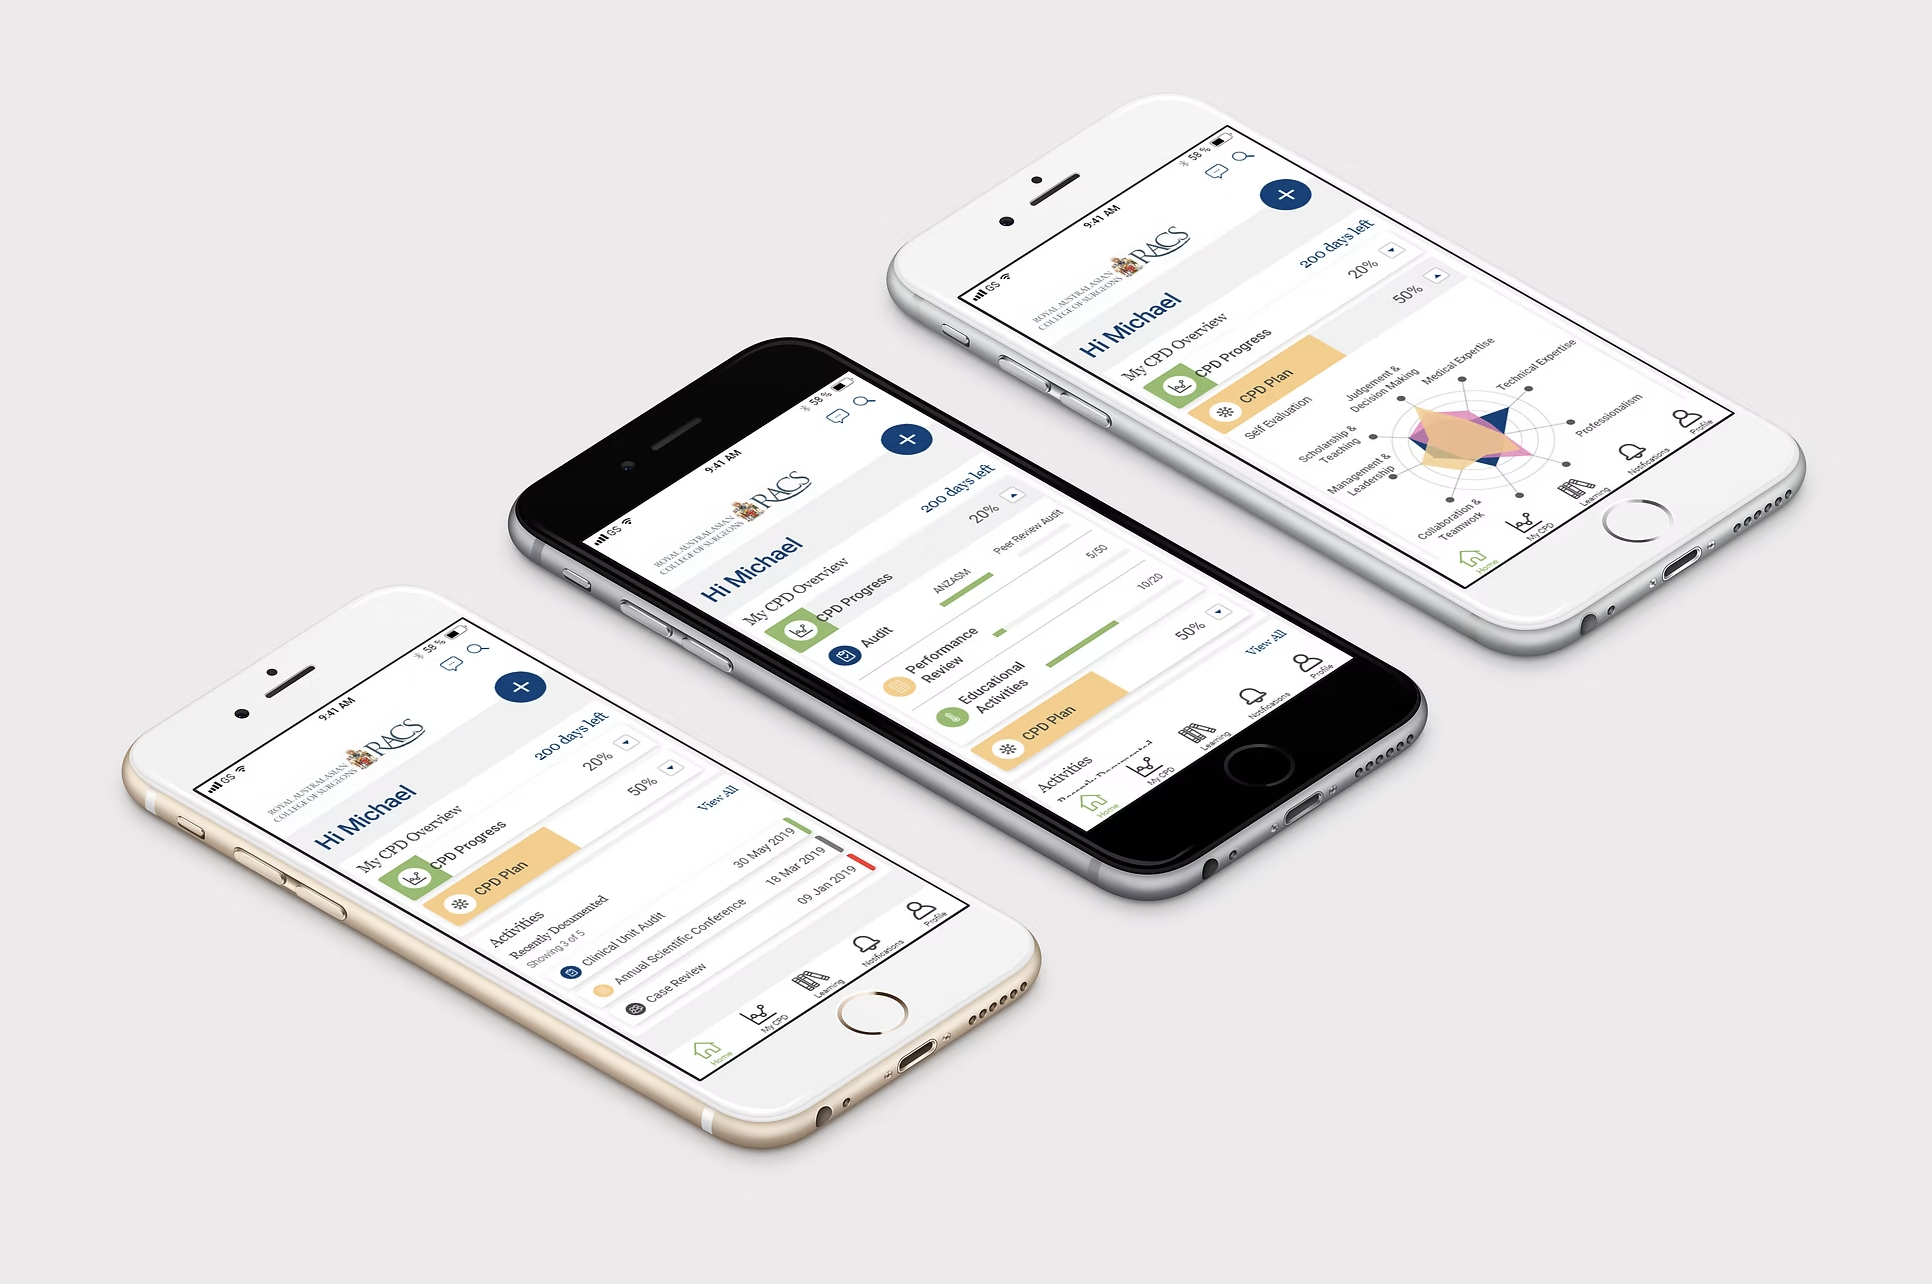 GS
9:41 AM
58 %
ROYAL AUSTRALASIAN
COLLEGE OF SURGEONS
RACS
Hi Michael
My CPD Overview
200 days left
CPD Progress
20%
CPD Plan
50%
Activities
View All
Recently Documented
Showing 3 of 5
Clinical Unit Audit
30 May 2019
Annual Scientific Conference
18 Mar 2019
Case Review
09 Jan 2019
Home
My CPD
Learning
Notifications
Profile
GS
9:41 AM
58 %
ROYAL AUSTRALASIAN
COLLEGE OF SURGEONS
RACS
Hi Michael
My CPD Overview
200 days left
CPD Progress
20%
Audit
ANZASM
Peer Review Audit
Performance
Review
5/50
Educational
Activities
10/20
CPD Plan
50%
Activities
View All
Recently Documented
Home
My CPD
Learning
Notifications
Profile
GS
9:41 AM
58 %
ROYAL AUSTRALASIAN
COLLEGE OF SURGEONS
RACS
Hi Michael
My CPD Overview
200 days left
CPD Progress
20%
CPD Plan
50%
Self Evaluation
Judgement &
Decision Making
Medical Expertise
Technical Expertise
Professionalism
Scholarship &
Teaching
Management &
Leadership
Collaboration &
Teamwork
Home
My CPD
Learning
Notifications
Profile